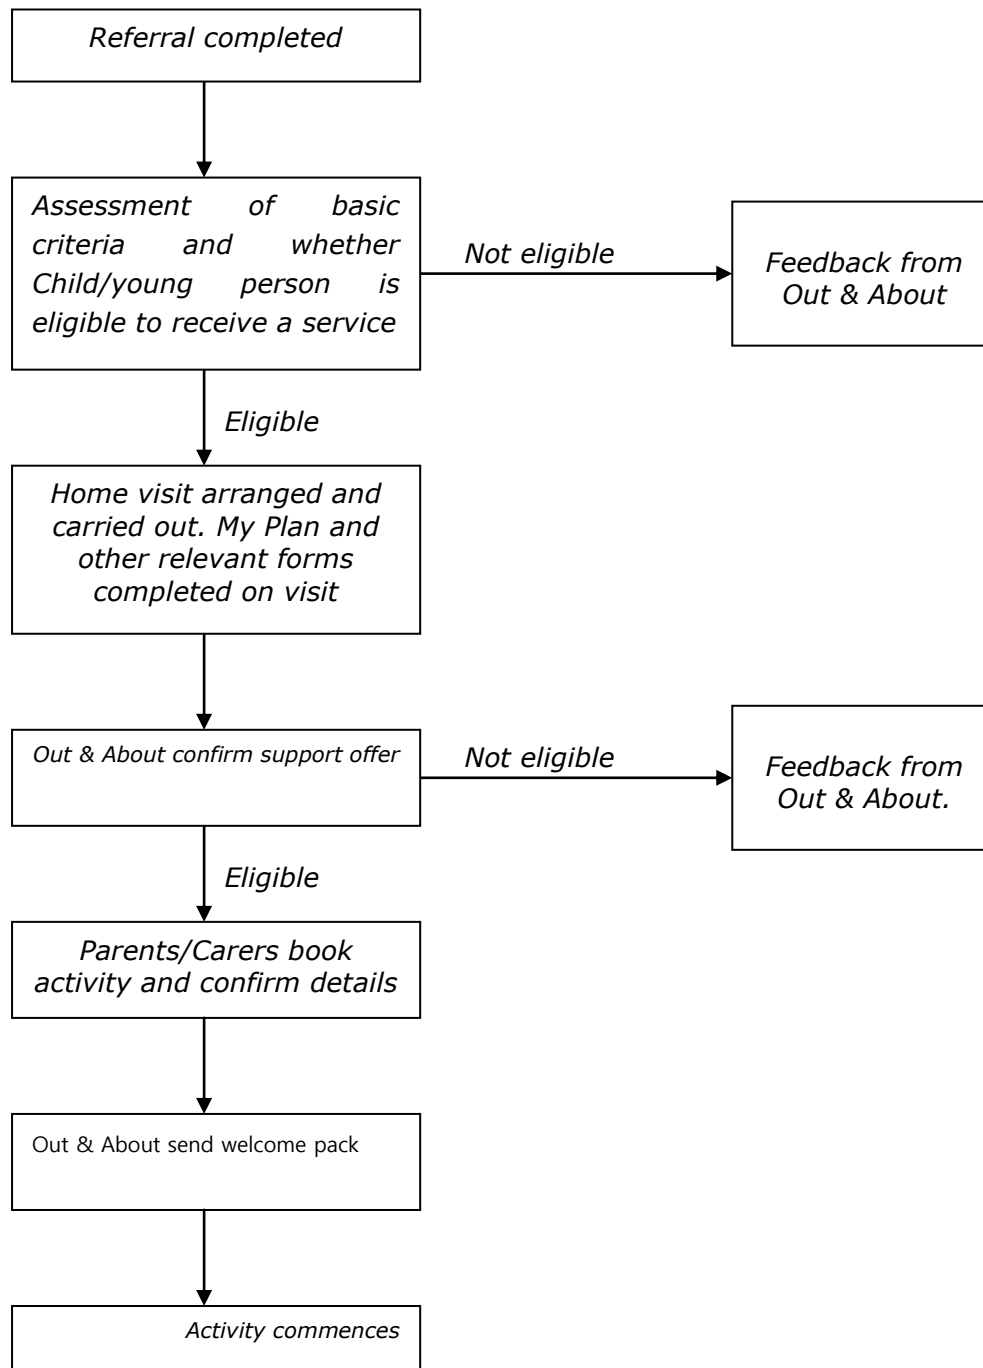 Referral completed
Assessment of basic
criteria and whether
Child/young person is
eligible to receive a service
Not eligible
Feedback from
Out & About
Eligible
Home visit arranged and
carried out. My Plan and
other relevant forms
completed on visit
Out & About confirm support offer
Not eligible
Feedback from
Out & About.
Eligible
Parents/Carers book
activity and confirm details
Out & About send welcome pack
Activity commences